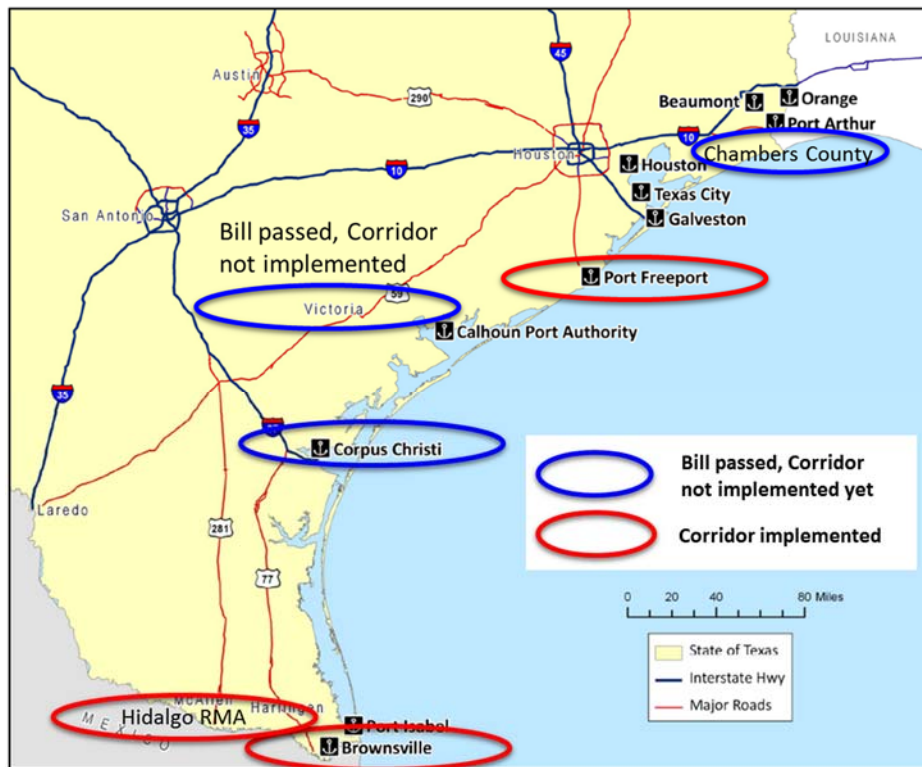 LOUISIANA
45
Austin
290
Beaumont
Orange
Port Arthur
35
10
Chambers County
Houston
Houston
10
Texas City
San Antonio
Galveston
Bill passed, Corridor
not implemented
Port Freeport
59
Victoria
Calhoun Port Authority
35
Corpus Christi
Bill passed, Corridor
not implemented yet
Laredo
281
Corridor implemented
77
0 20 40 80 Miles
State of Texas
Interstate Hwy
Major Roads
McAllen
Harlingen
Hidalgo RMA
MEXICO
Port Isabel
Brownsville